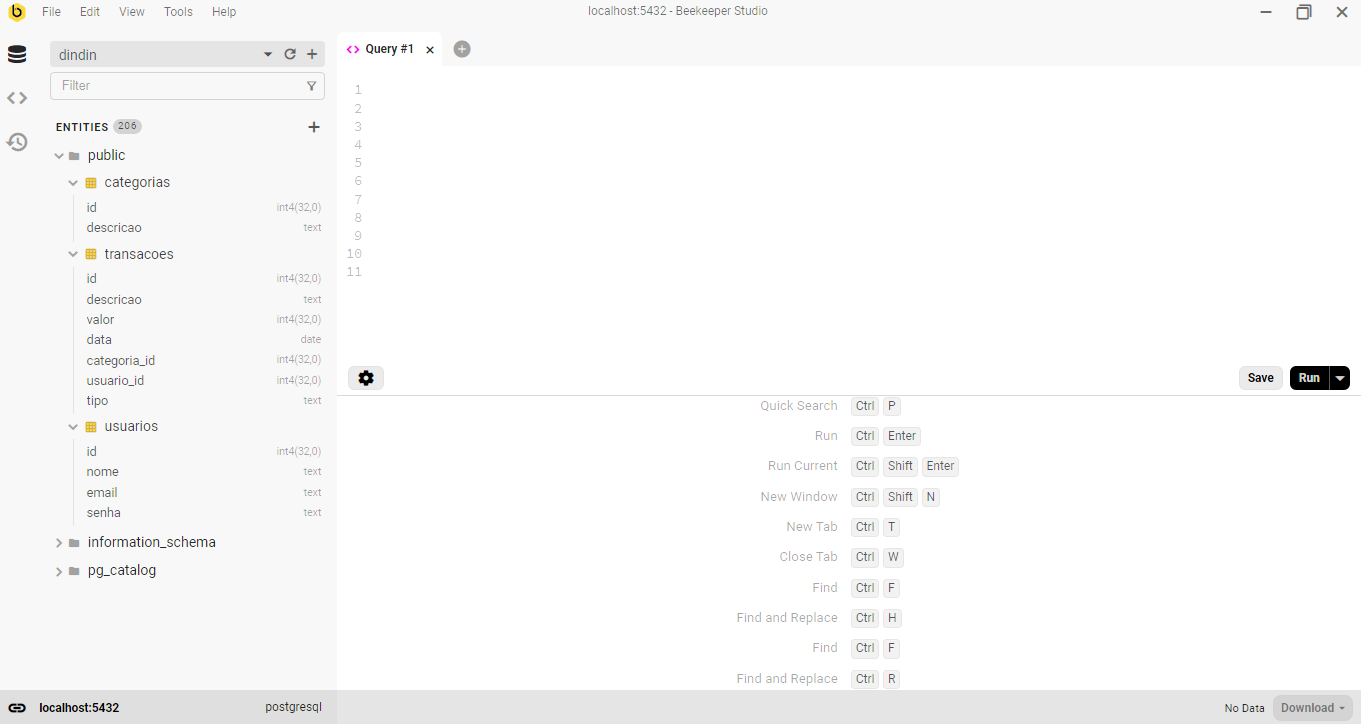 File Edit View Tools Help
localhost:5432 - Beekeeper Studio
dindin
Filter
ENTITIES 206
public
categorias
id int4(32,0)
descricao text
transacoes
id int4(32,0)
descricao text
valor int4(32,0)
data date
categoria_id int4(32,0)
usuario_id int4(32,0)
tipo text
usuarios
id int4(32,0)
nome text
email text
senha text
information_schema
pg_catalog
Query #1
1
2
3
4
5
6
7
8
9
10
11
Save Run
Quick Search Ctrl P
Run Ctrl Enter
Run Current Ctrl Shift Enter
New Window Ctrl Shift N
New Tab Ctrl T
Close Tab Ctrl W
Find Ctrl F
Find and Replace Ctrl H
Find Ctrl F
Find and Replace Ctrl R
localhost:5432 postgresql
No Data Download